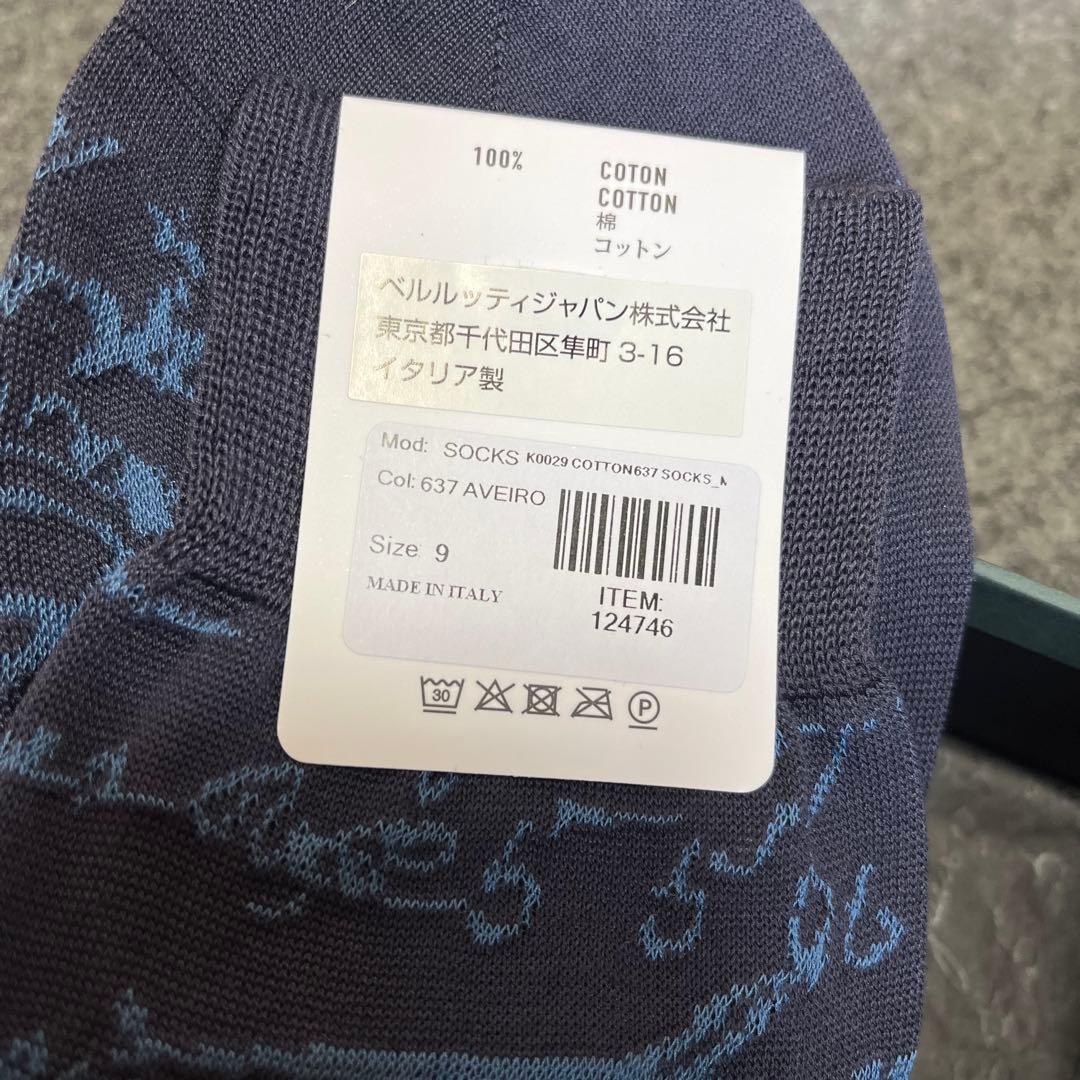 100% COTON
COTTON
棉
コットン
ベルルッティジャパン株式会社
東京都千代田区隼町 3-16
イタリア製
Mod: SOCKS K0029 COTTON637 SOCKS_M
Col: 637 AVEIRO
Size 9
MADE IN ITALY
ITEM:
124746
30
P